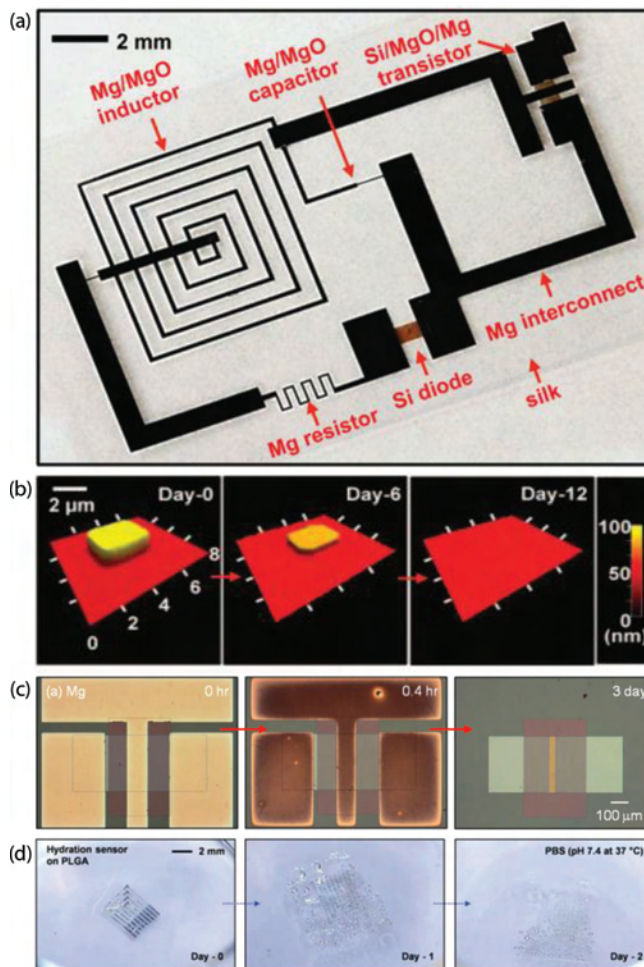 (a)
2 mm
Mg/MgO
inductor
Mg/MgO
capacitor
Si/MgO/Mg
transistor
Mg interconnect
silk
Si diode
Mg resistor
(b)
2 μm
Day-0
Day-6
Day-12
0
2
4
6
8
100
50
0
(nm)
(c)
(a) Mg
0 hr
0.4 hr
3 day
100 μm
(d)
Hydration sensor
on PLGA
2 mm
Day - 0
Day - 1
PBS (pH 7.4 at 37 °C)
Day - 2